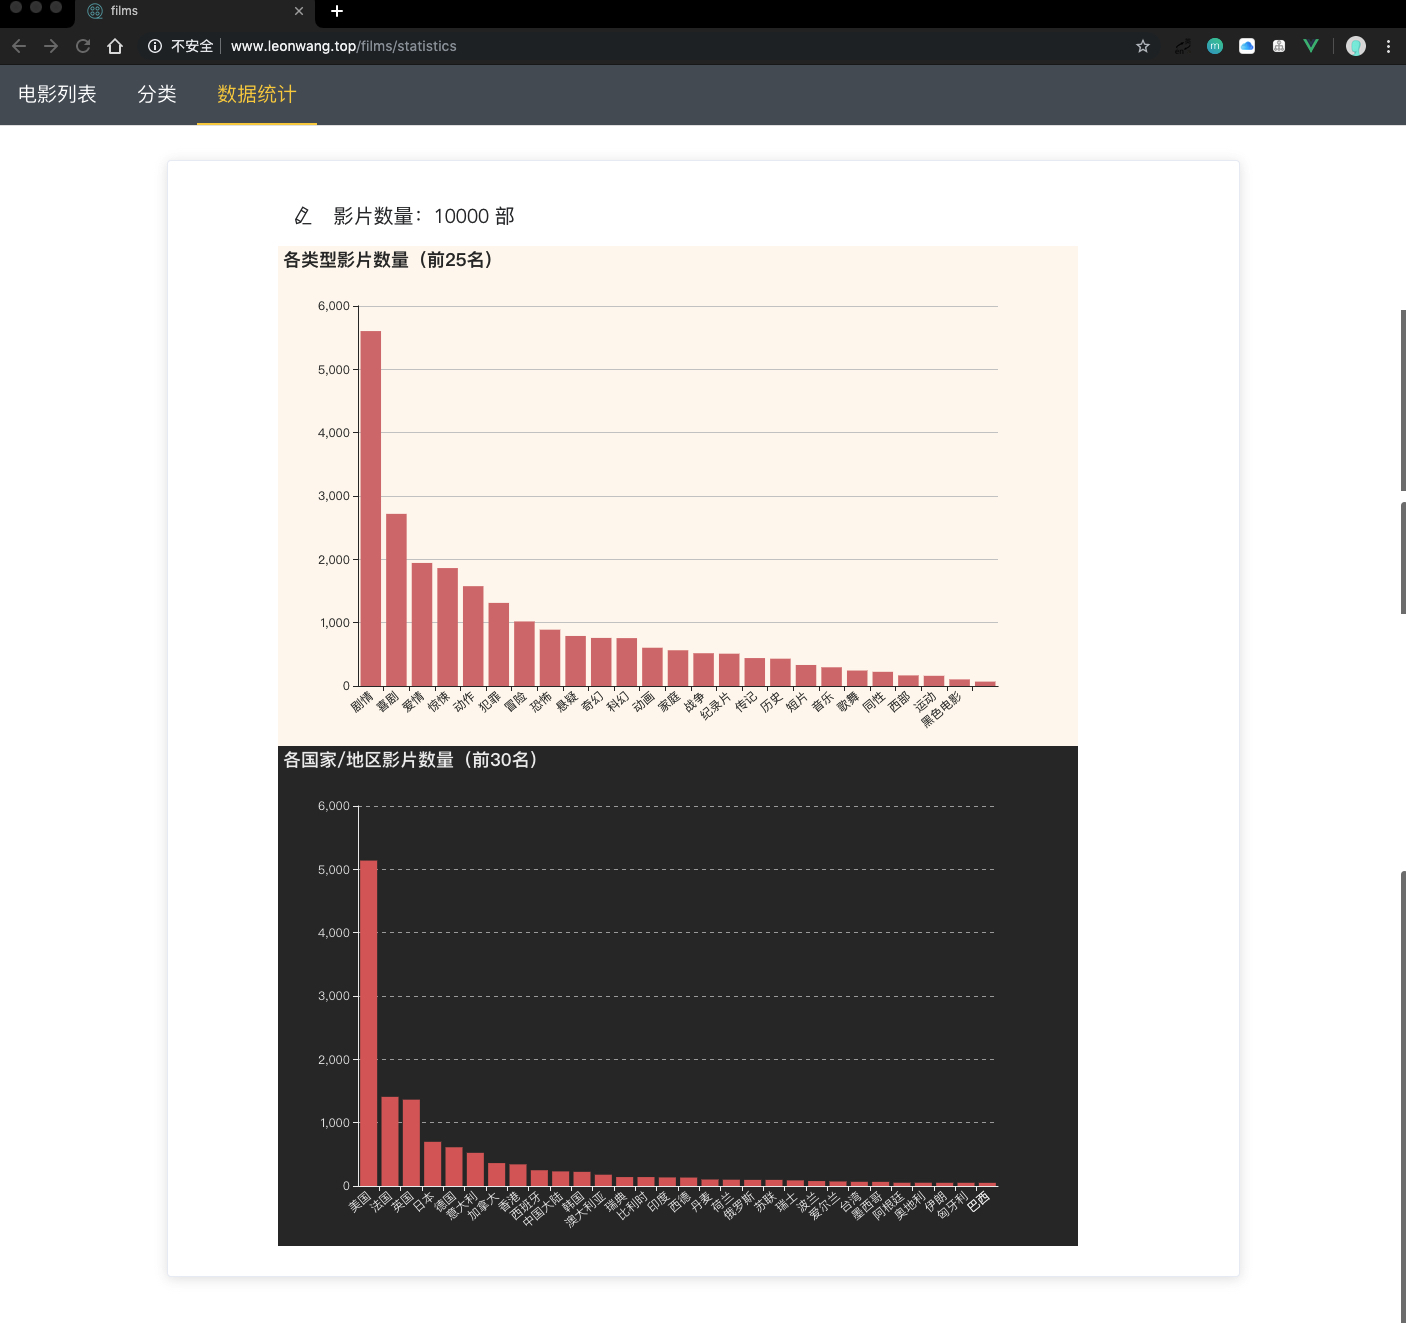 films
不安全 www.leonwang.top/films/statistics
电影列表 分类 数据统计
影片数量：10000 部
各类型影片数量（前25名）
6,000
5,000
4,000
3,000
2,000
1,000
0
剧情 喜剧 爱情 惊悚 动作 犯罪 冒险 恐怖 悬疑 奇幻 科幻 动画 家庭 战争 纪录片 传记 历史 短片 音乐 歌舞 同性 西部 运动 黑色电影
各国家/地区影片数量（前30名）
6,000
5,000
4,000
3,000
2,000
1,000
0
美国 法国 英国 日本 德国 意大利 加拿大 香港 西班牙 中国大陆 韩国 澳大利亚 瑞典 比利时 印度 西德 丹麦 荷兰 俄罗斯 苏联 瑞士 波兰 爱尔兰 台湾 墨西哥 阿根廷 奥地利 伊朗 匈牙利 巴西